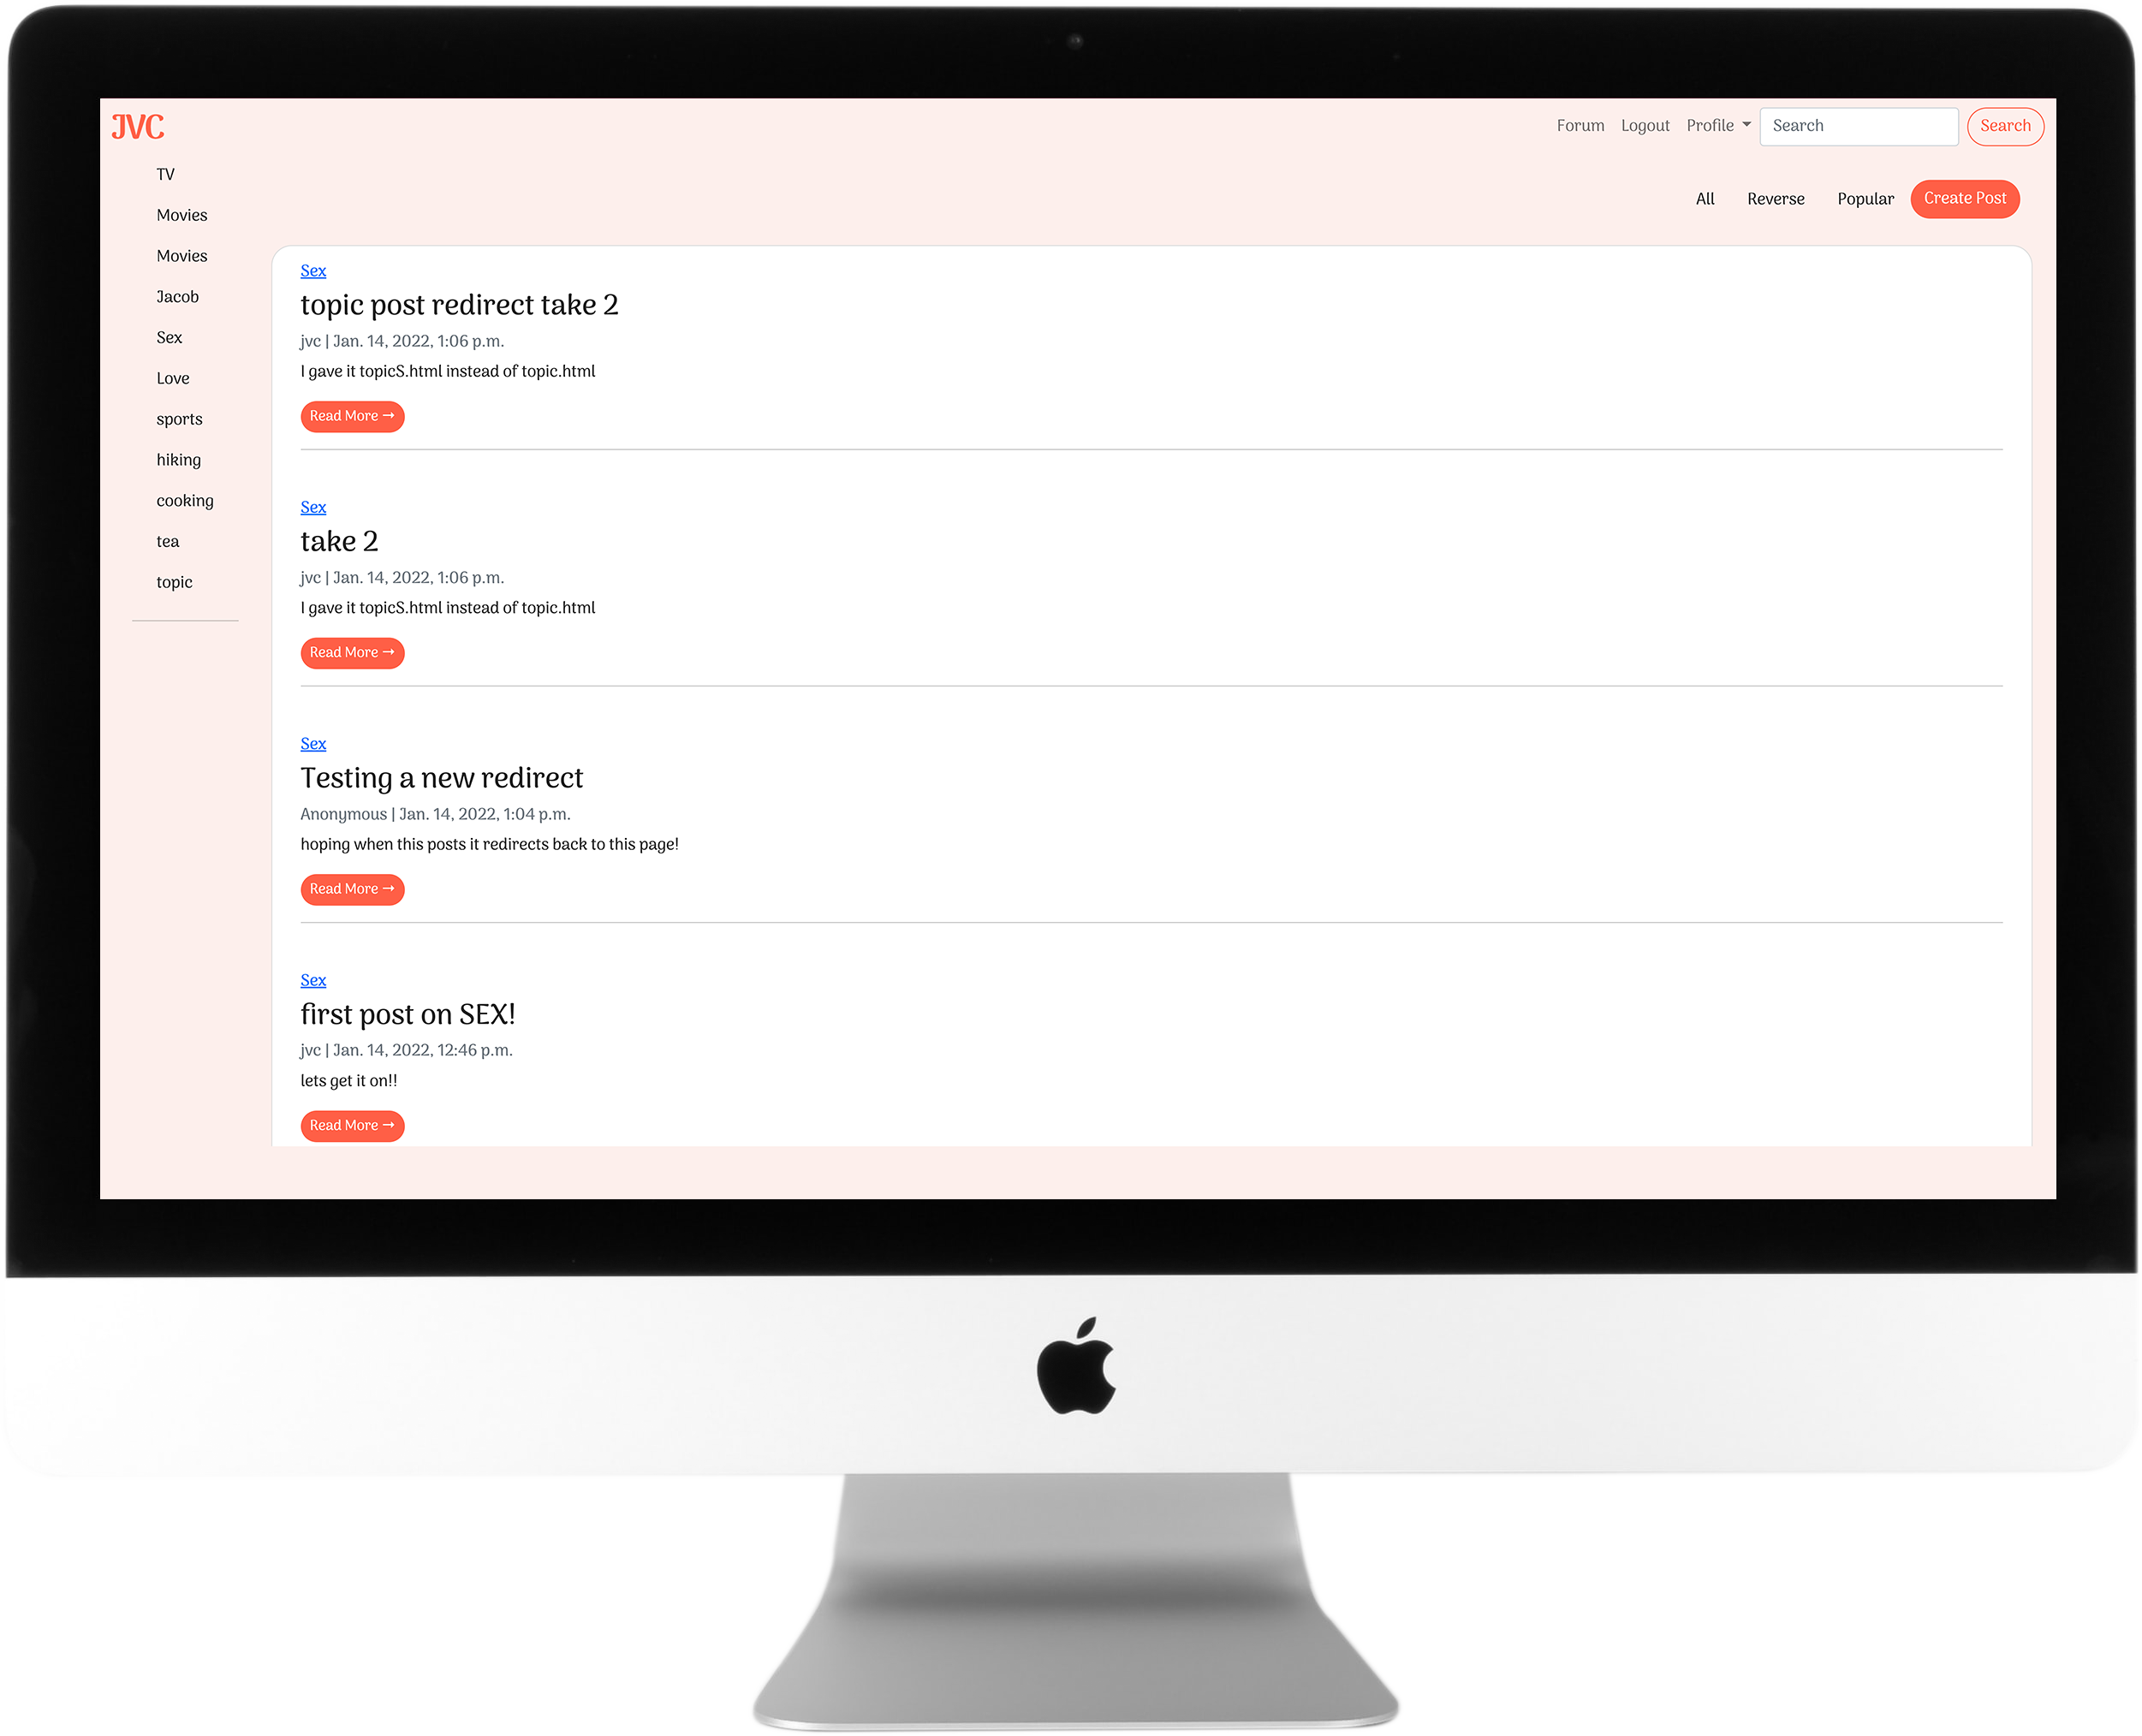 JVC
Forum Logout Profile Search Search
TV
Movies
Movies
Jacob
Sex
Love
sports
hiking
cooking
tea
topic
All Reverse Popular Create Post
Sex
topic post redirect take 2
jvc | Jan. 14, 2022, 1:06 p.m.
I gave it topicS.html instead of topic.html
Read More →
Sex
take 2
jvc | Jan. 14, 2022, 1:06 p.m.
I gave it topicS.html instead of topic.html
Read More →
Sex
Testing a new redirect
Anonymous | Jan. 14, 2022, 1:04 p.m.
hoping when this posts it redirects back to this page!
Read More →
Sex
first post on SEX!
jvc | Jan. 14, 2022, 12:46 p.m.
lets get it on!!
Read More →